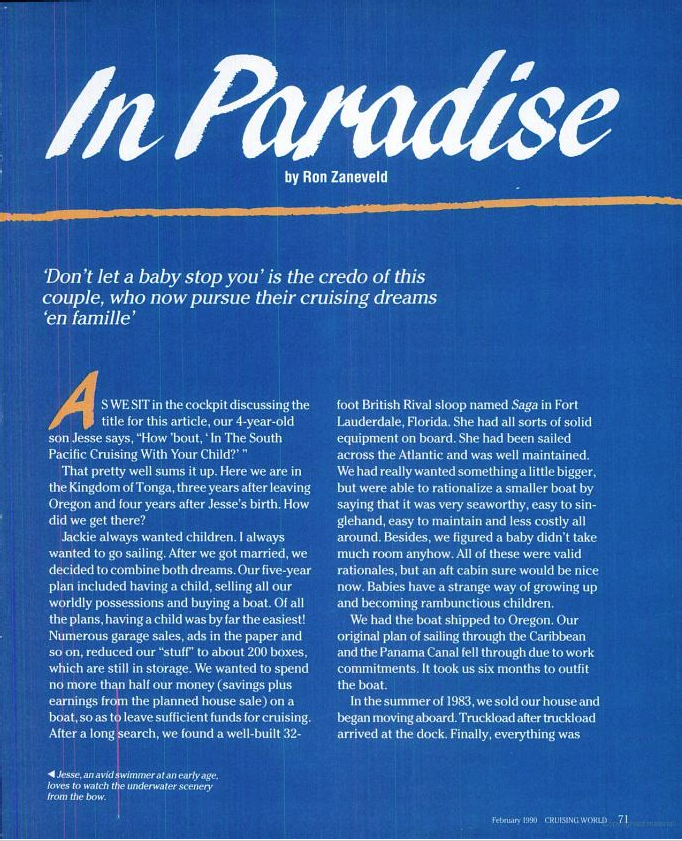 In Paradise
by Ron Zaneveld
‘Don’t let a baby stop you’ is the credo of this
couple, who now pursue their cruising dreams
‘en famille’
AS WE SIT in the cockpit discussing the
title for this article, our 4-year-old
son Jesse says, “How ’bout, ‘In The South
Pacific Cruising With Your Child?’ ”
That pretty well sums it up. Here we are in
the Kingdom of Tonga, three years after leaving
Oregon and four years after Jesse’s birth. How
did we get there?
Jackie always wanted children. I always
wanted to go sailing. After we got married, we
decided to combine both dreams. Our five-year
plan included having a child, selling all our
worldly possessions and buying a boat. Of all
the plans, having a child was by far the easiest!
Numerous garage sales, ads in the paper and
so on, reduced our “stuff” to about 200 boxes,
which are still in storage. We wanted to spend
no more than half our money (savings plus
earnings from the planned house sale) on a
boat, so as to leave sufficient funds for cruising.
After a long search, we found a well-built 32-
foot British Rival sloop named Saga in Fort
Lauderdale, Florida. She had all sorts of solid
equipment on board. She had been sailed
across the Atlantic and was well maintained.
We had really wanted something a little bigger,
but were able to rationalize a smaller boat by
saying that it was very seaworthy, easy to sin-
glehand, easy to maintain and less costly all
around. Besides, we figured a baby didn’t take
much room anyhow. All of these were valid
rationales, but an aft cabin sure would be nice
now. Babies have a strange way of growing up
and becoming rambunctious children.
We had the boat shipped to Oregon. Our
original plan of sailing through the Caribbean
and the Panama Canal fell through due to work
commitments. It took us six months to outfit
the boat.
In the summer of 1983, we sold our house and
began moving aboard. Truckload after truckload
arrived at the dock. Finally, everything was
◀ Jesse, an avid swimmer at an early age,
loves to watch the underwater scenery
from the bow.
February 1990 CRUISING WORLD 71